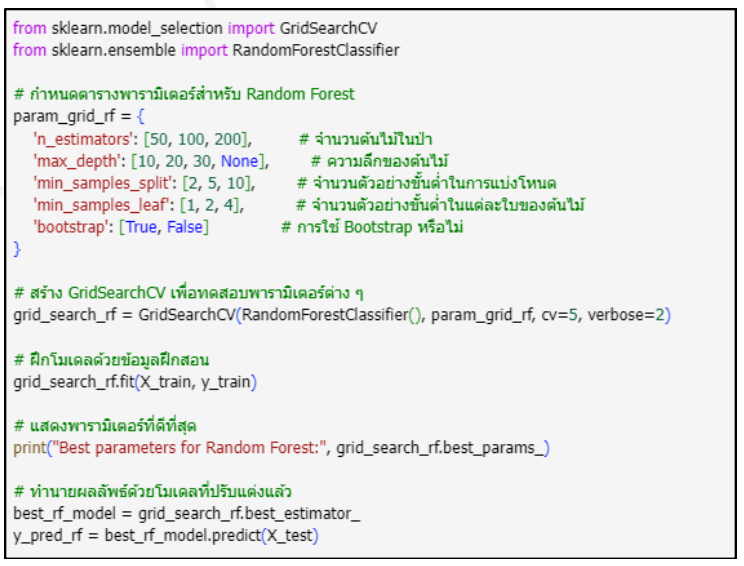 from sklearn.model_selection import GridSearchCV
from sklearn.ensemble import RandomForestClassifier
# กำหนดตารางพารามิเตอร์สำหรับ Random Forest
param_grid_rf = {
'n_estimators': [50, 100, 200], # จำนวนต้นไม้ในป่า
'max_depth': [10, 20, 30, None], # ความลึกของต้นไม้
'min_samples_split': [2, 5, 10], # จำนวนตัวอย่างขั้นต่ำในการแบ่งโหนด
'min_samples_leaf': [1, 2, 4], # จำนวนตัวอย่างขั้นต่ำในแต่ละใบของต้นไม้
'bootstrap': [True, False] # การใช้ Bootstrap หรือไม่
}
# สร้าง GridSearchCV เพื่อทดสอบพารามิเตอร์ต่าง ๆ
grid_search_rf = GridSearchCV(RandomForestClassifier(), param_grid_rf, cv=5, verbose=2)
# ฝึกโมเดลด้วยข้อมูลฝึกสอน
grid_search_rf.fit(X_train, y_train)
# แสดงพารามิเตอร์ที่ดีที่สุด
print("Best parameters for Random Forest:", grid_search_rf.best_params_)
# ทำนายผลลัพธ์ด้วยโมเดลที่ปรับแต่งแล้ว
best_rf_model = grid_search_rf.best_estimator_
y_pred_rf = best_rf_model.predict(X_test)